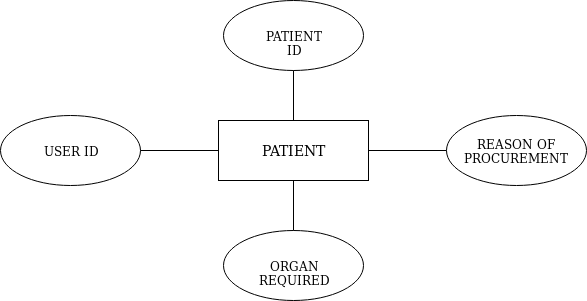 PATIENT
ID
USER ID
PATIENT
REASON OF
PROCUREMENT
ORGAN
REQUIRED